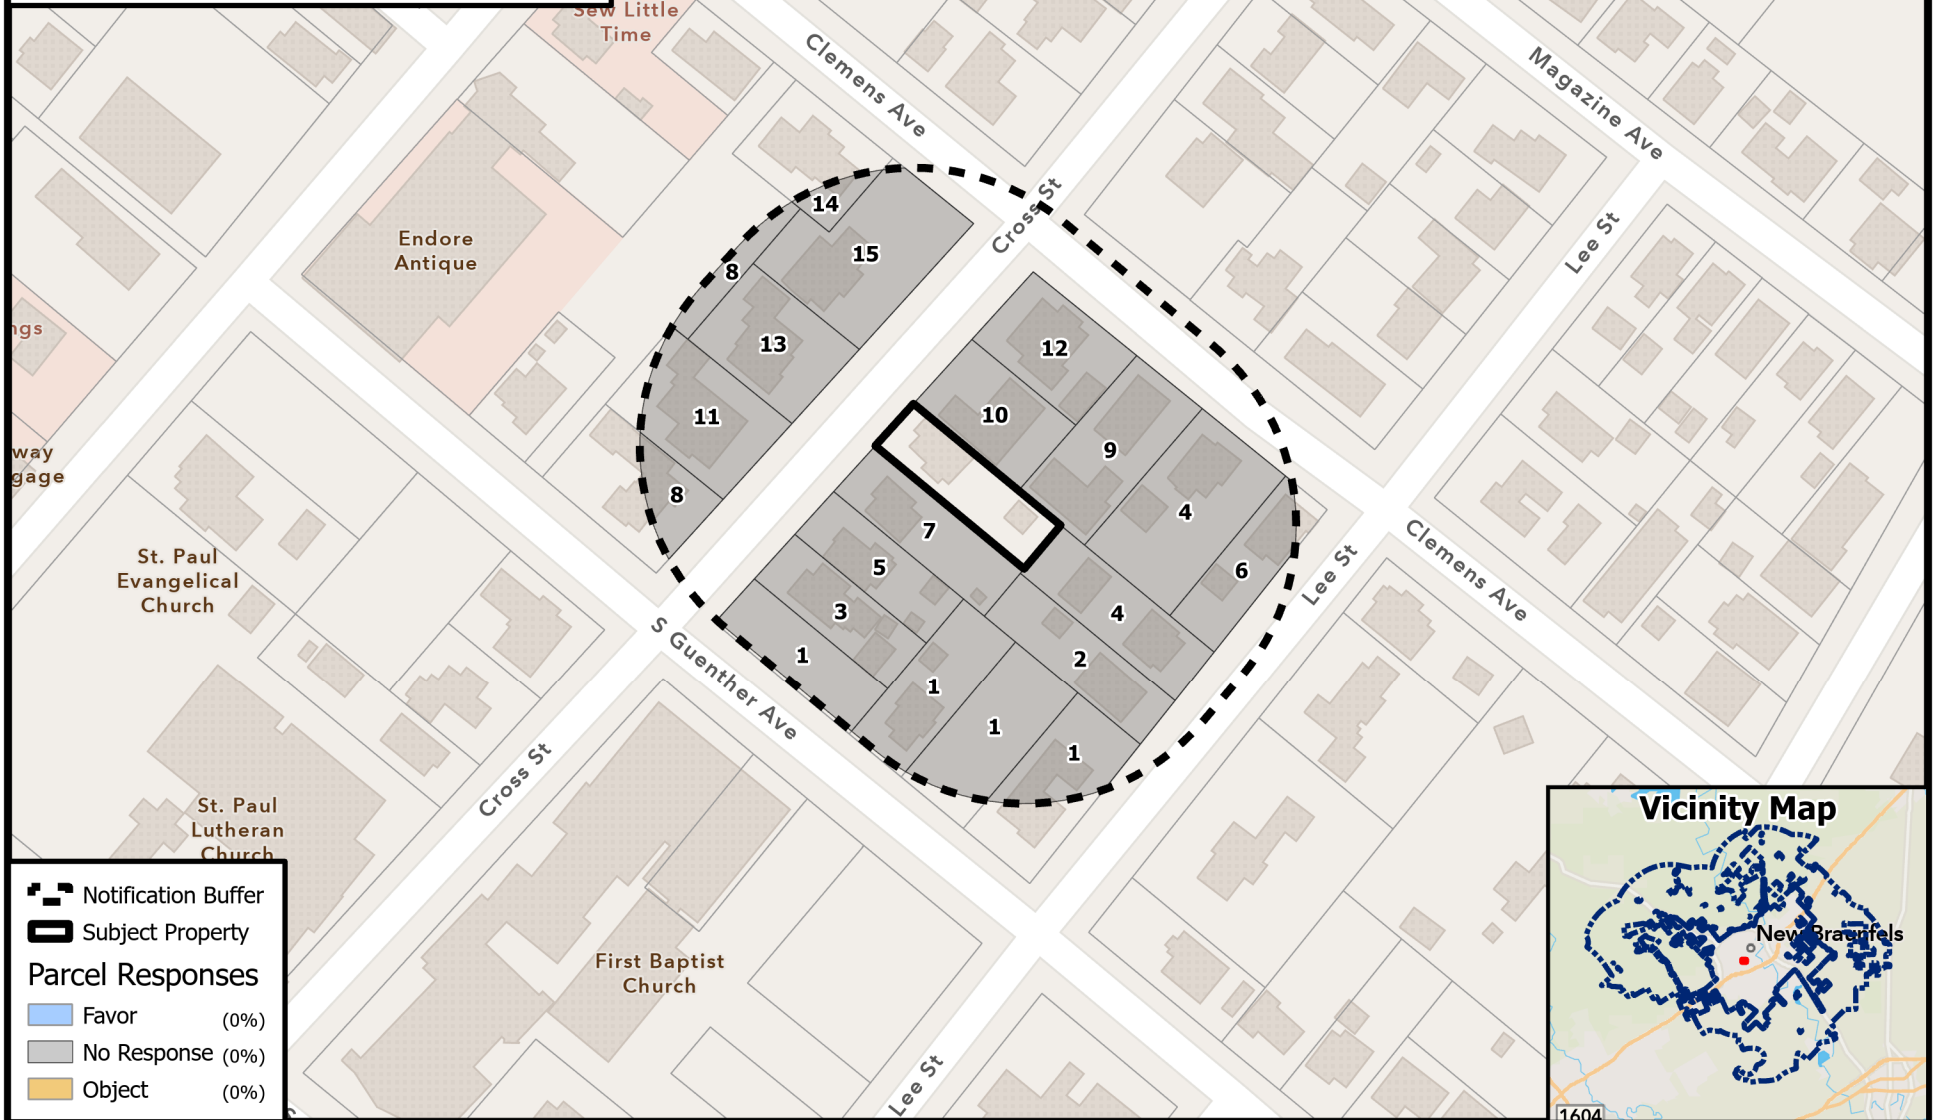 Sew Little
Time
Clemens Ave
Magazine Ave
Cross St
Lee St
Endore
Antique
14
15
8
13
12
11
10
9
8
7
4
5
6
3
4
1
2
1
1
1
way
gage
St. Paul
Evangelical
Church
S Guenther Ave
Lee St
Clemens Ave
Cross St
St. Paul
Lutheran
Church
First Baptist
Church
Lee St
Notification Buffer
Subject Property
Parcel Responses
Favor (0%)
No Response (0%)
Object (0%)
Vicinity Map
New Braunfels
1604